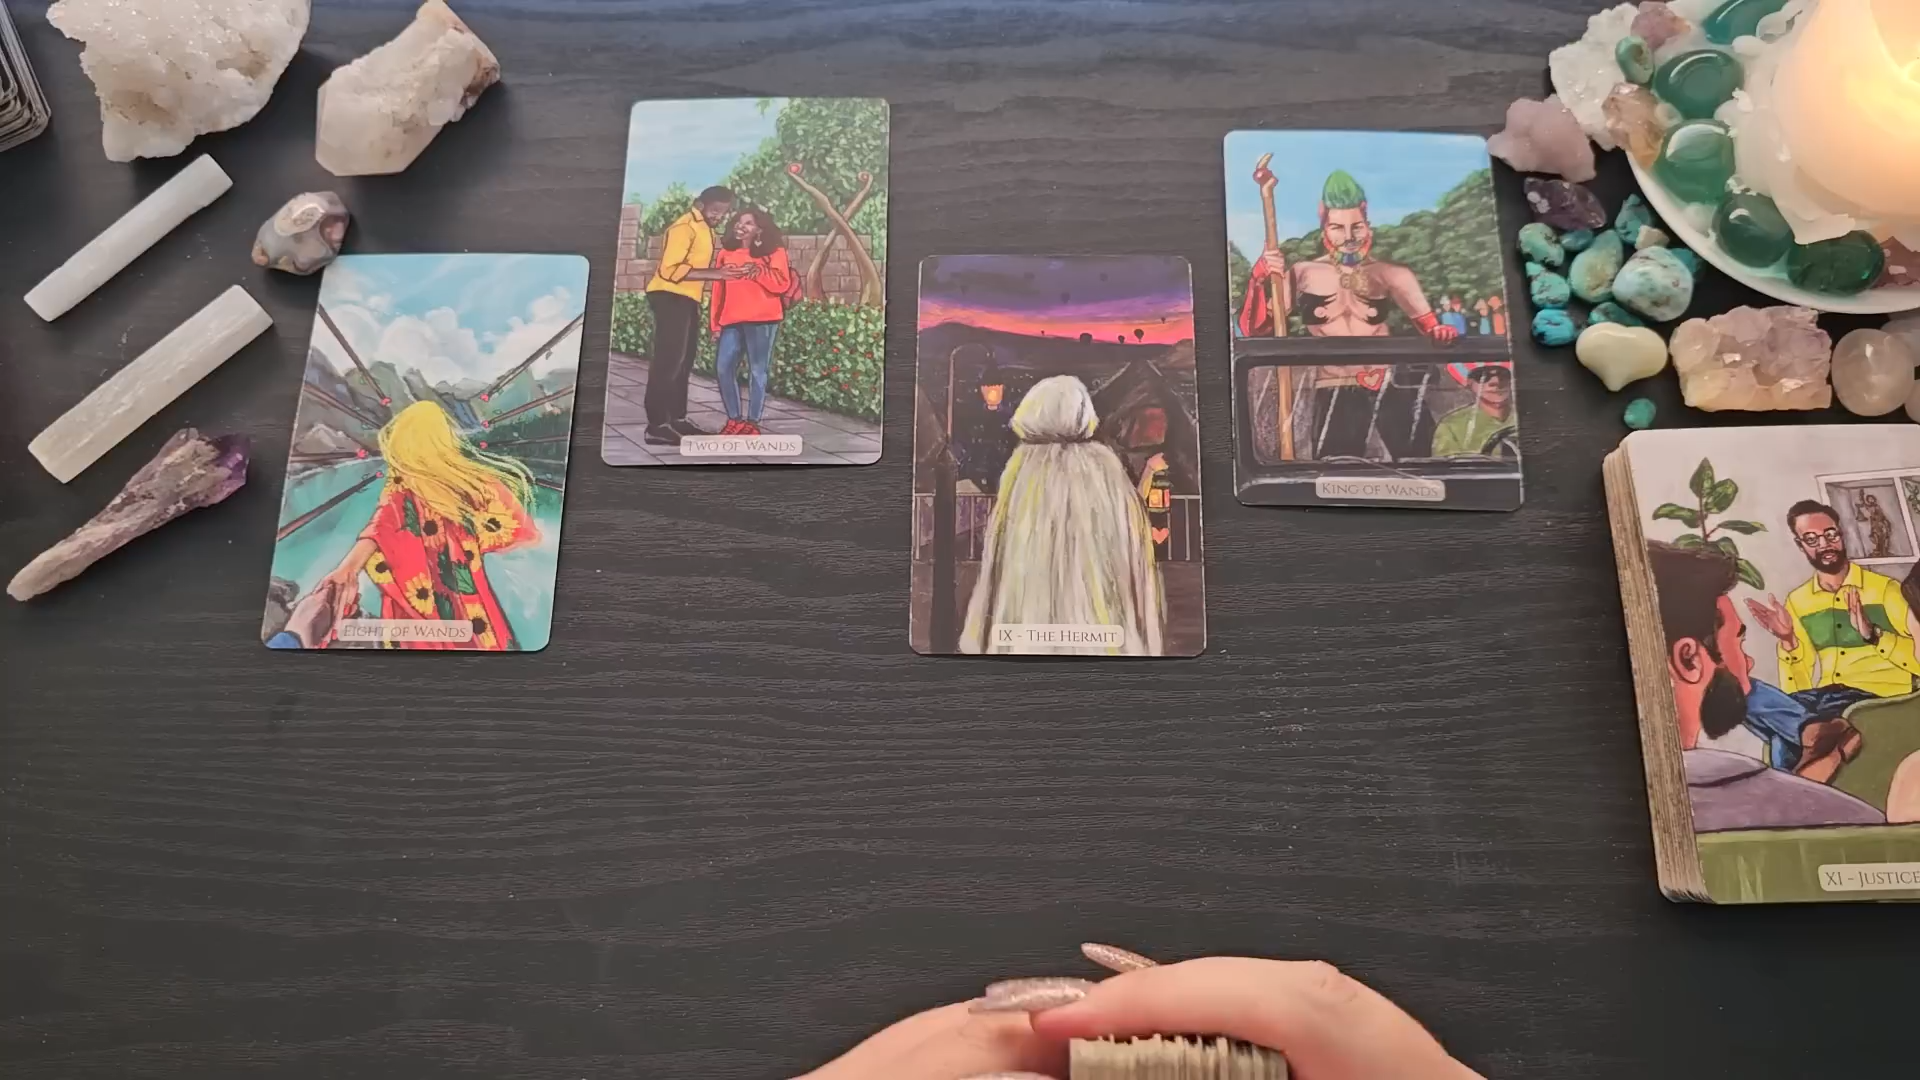 TWO OF WANDS
KING OF WANDS
EIGHT OF WANDS
IX - THE HERMIT
XI - JUSTICE